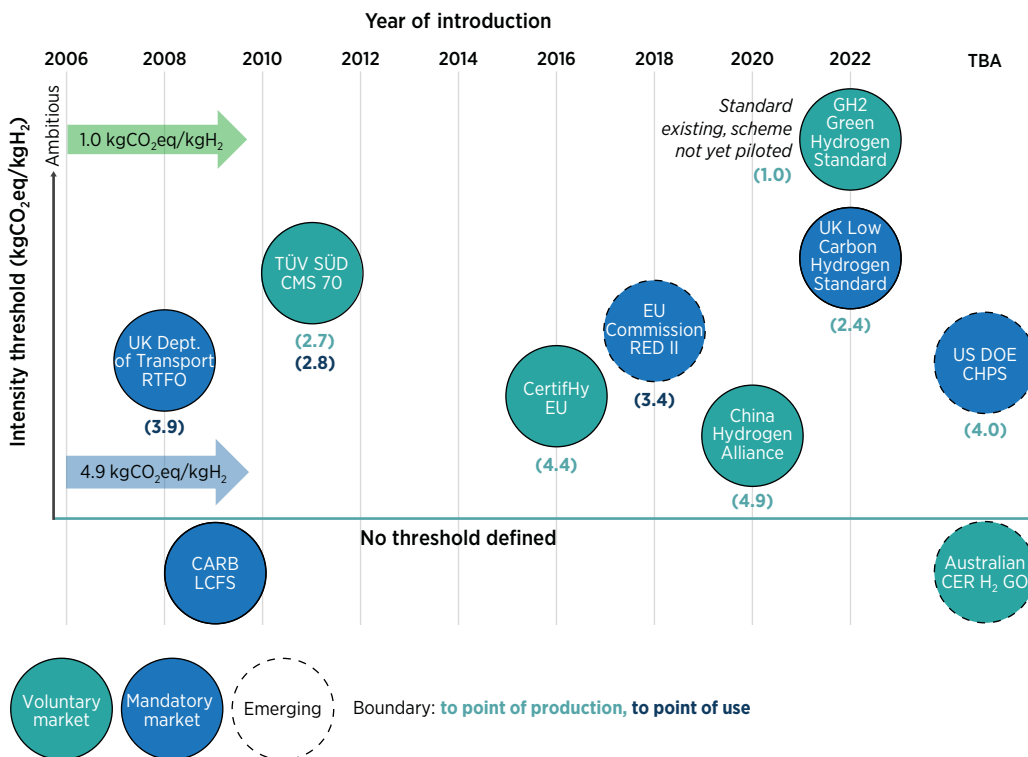 Year of introduction
2006 2008 2010 2012 2016 2018 2020 2022 TBA
Intensity threshold (kgCO₂eq/kgH₂)
Ambitious
1.0 kgCO₂eq/kgH₂
Standard
existing, scheme
not yet piloted
(1.0)
GH2
Green
Hydrogen
Standard
TÜV SÜD
CMS 70
(2.7)
(2.8)
UK Low
Carbon
Hydrogen
Standard
(2.4)
UK Dept.
of Transport
RTFO
(3.9)
EU
Commission
RED II
(3.4)
US DOE
CHPS
(4.0)
CertifHy
EU
(4.4)
China
Hydrogen
Alliance
(4.9)
4.9 kgCO₂eq/kgH₂
No threshold defined
CARB
LCFS
Australian
CER H₂ GO
Voluntary
market
Mandatory
market
Emerging
Boundary: to point of production, to point of use